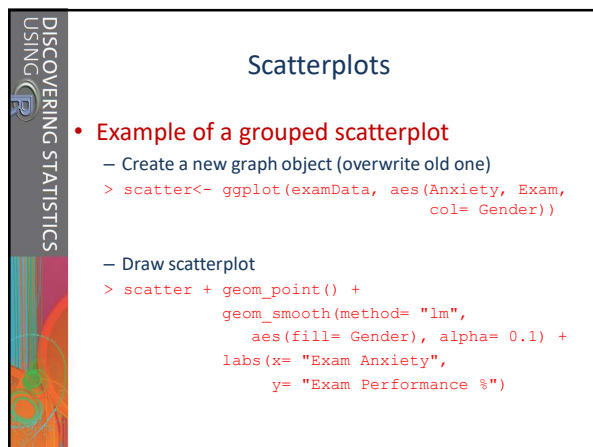 DISCOVERING STATISTICS
USING R
Scatterplots
• Example of a grouped scatterplot
– Create a new graph object (overwrite old one)
> scatter<- ggplot(examData, aes(Anxiety, Exam,
col= Gender))
– Draw scatterplot
> scatter + geom_point() +
geom_smooth(method= "lm",
aes(fill= Gender), alpha= 0.1) +
labs(x= "Exam Anxiety",
y= "Exam Performance %")